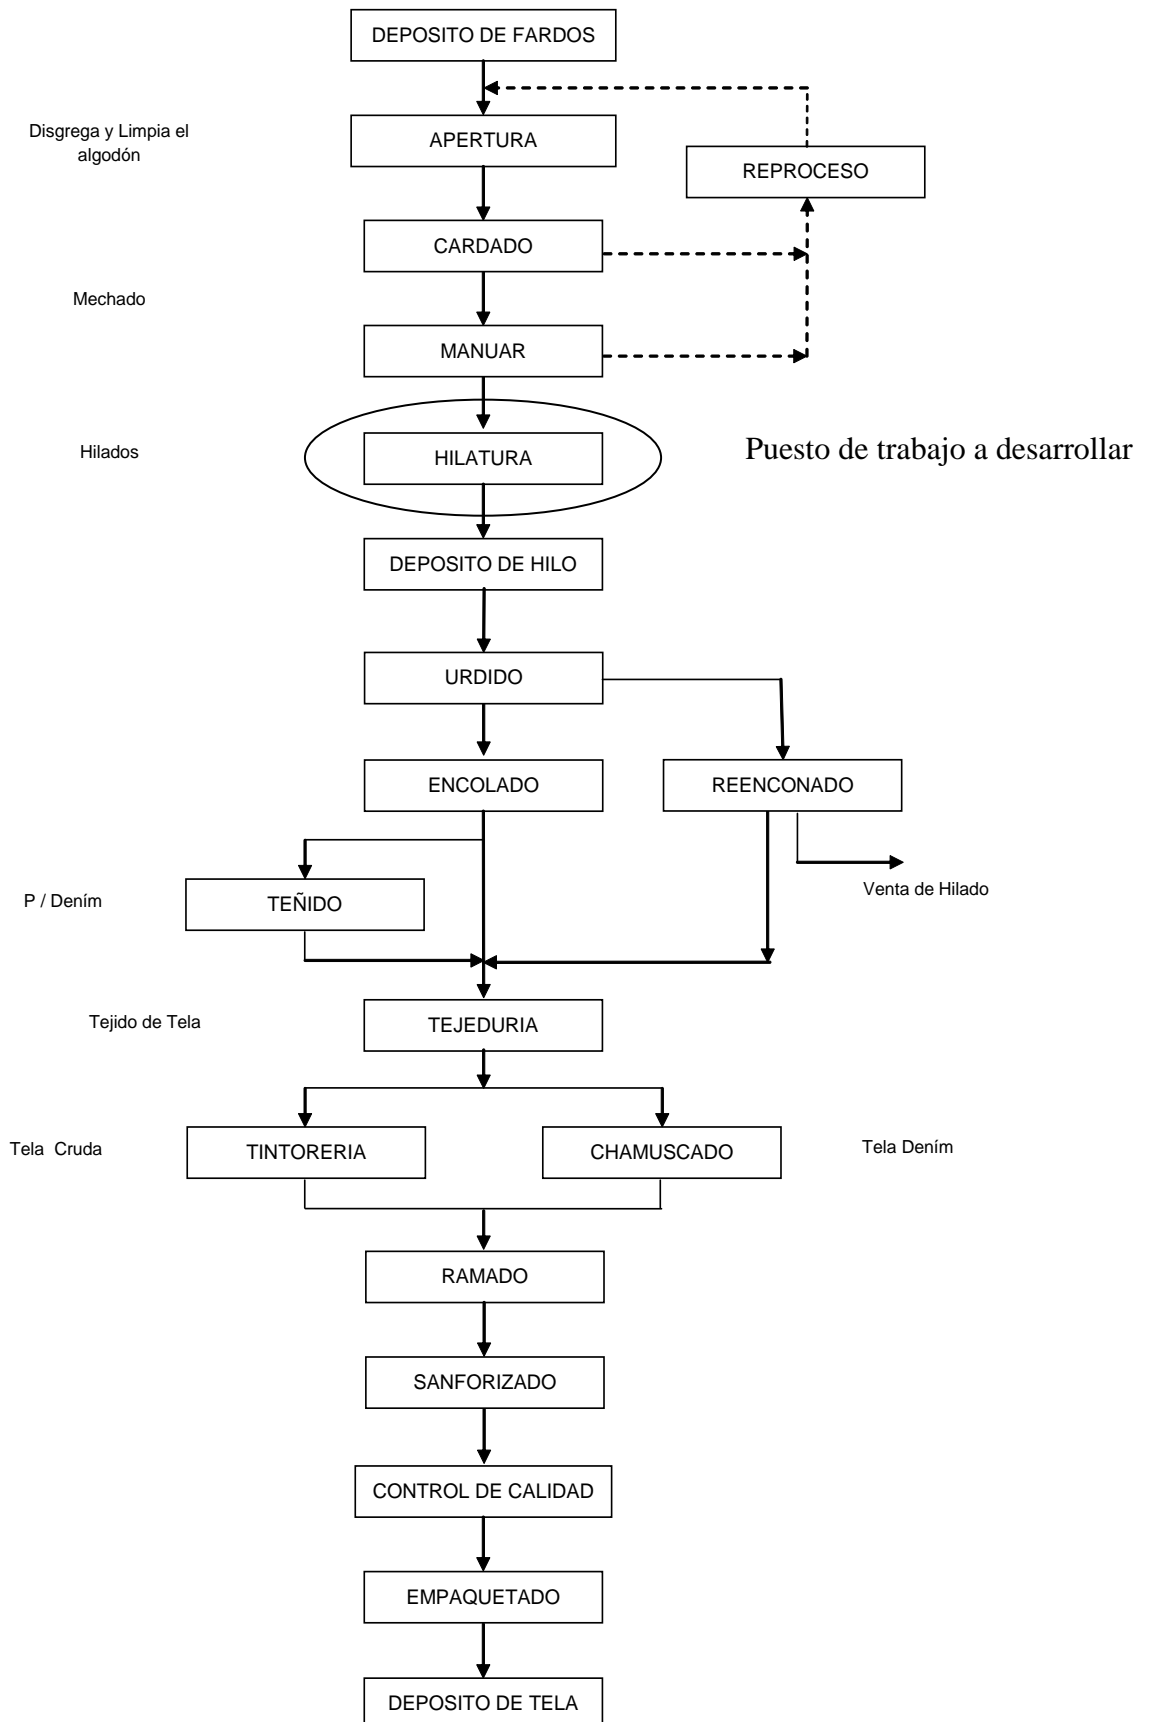 DEPOSITO DE FARDOS
Disgrega y Limpia el
algodón
APERTURA
REPROCESO
CARDADO
Mechado
MANUAR
Hilados
HILATURA
Puesto de trabajo a desarrollar
DEPOSITO DE HILO
URDIDO
ENCOLADO
REENCONADO
P / Dením
TEÑIDO
Venta de Hilado
Tejido de Tela
TEJEDURIA
Tela Cruda
TINTORERIA
CHAMUSCADO
Tela Dením
RAMADO
SANFORIZADO
CONTROL DE CALIDAD
EMPAQUETADO
DEPOSITO DE TELA